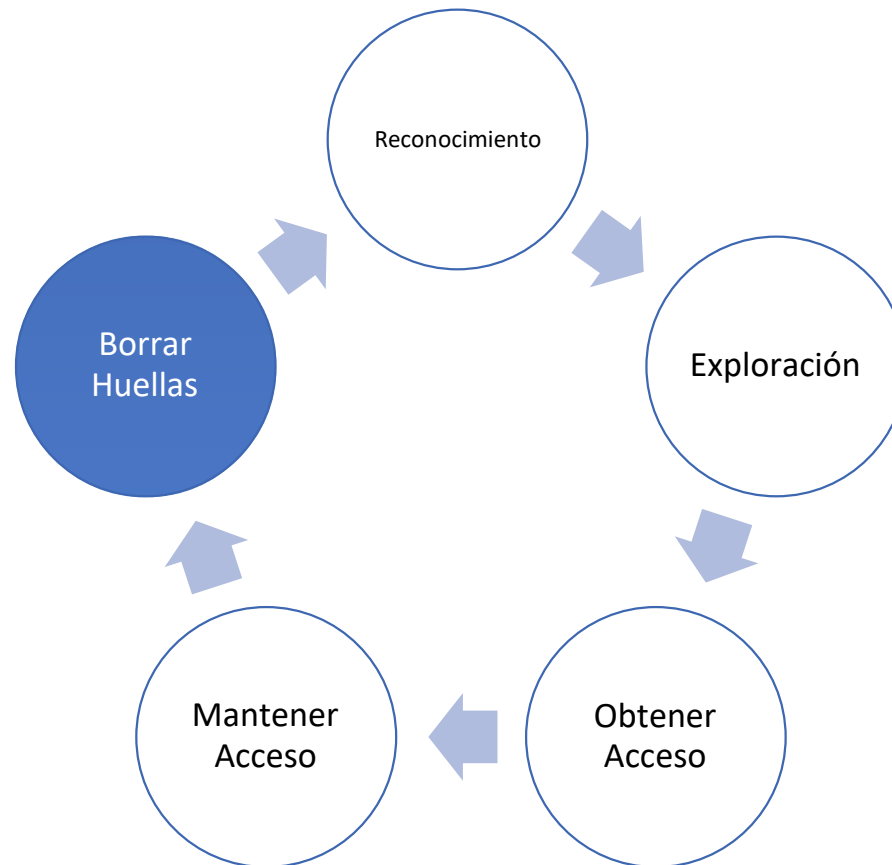 Reconocimiento
Exploración
Obtener
Acceso
Mantener
Acceso
Borrar
Huellas